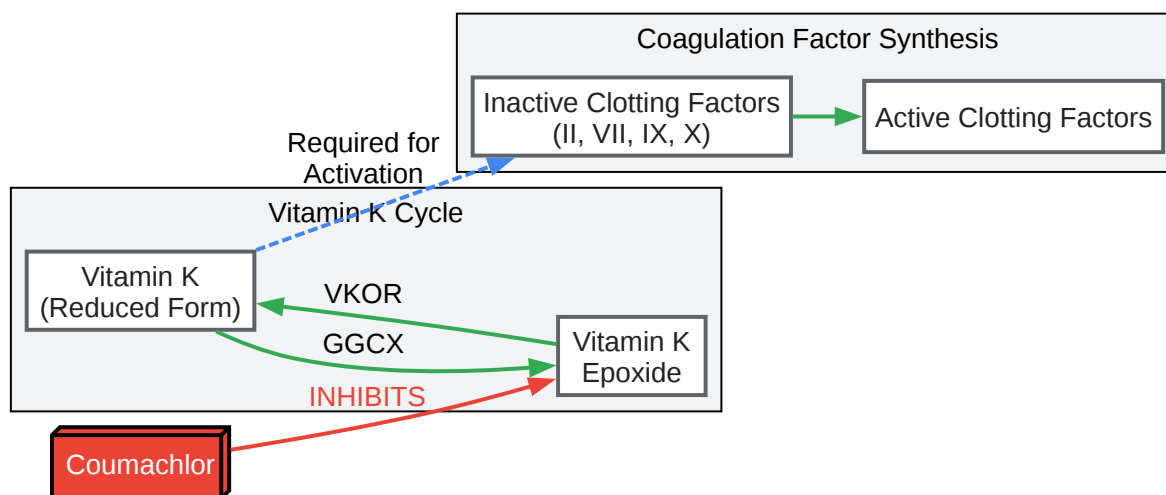 Coagulation Factor Synthesis
Inactive Clotting Factors
(II, VII, IX, X)
Active Clotting Factors
Required for
Activation
Vitamin K Cycle
Vitamin K
(Reduced Form)
VKOR
GGCX
Vitamin K
Epoxide
INHIBITS
Coumachlor